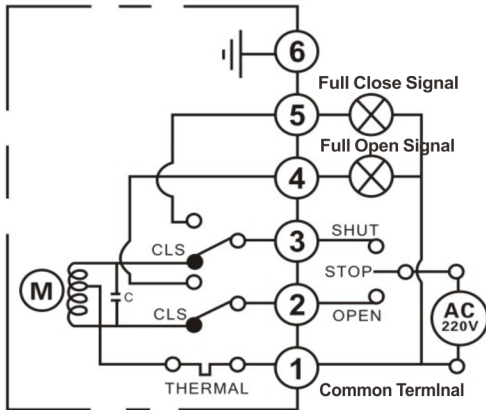 6
Full Close Signal
5
Full Open Signal
4
3
SHUT
CLS
STOP
M
C
2
CLS
OPEN
AC
220V
1
THERMAL
Common TermInal